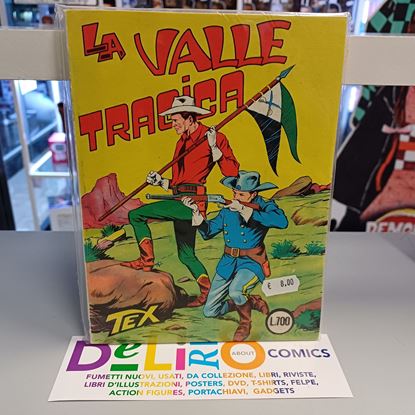 LA VALLE
TRAGICA
€ 8.00
L.700
TEX
DeLiRIO
ABOUT
COMICS
FUMETTI NUOVI, USATI, DA COLLEZIONE, LIBRI, RIVISTE,
LIBRI D'ILLUSTRAZIONI, POSTERS, DVD, T-SHIRTS, FELPE,
ACTION FIGURES, PORTACHIAVI, GADGETS